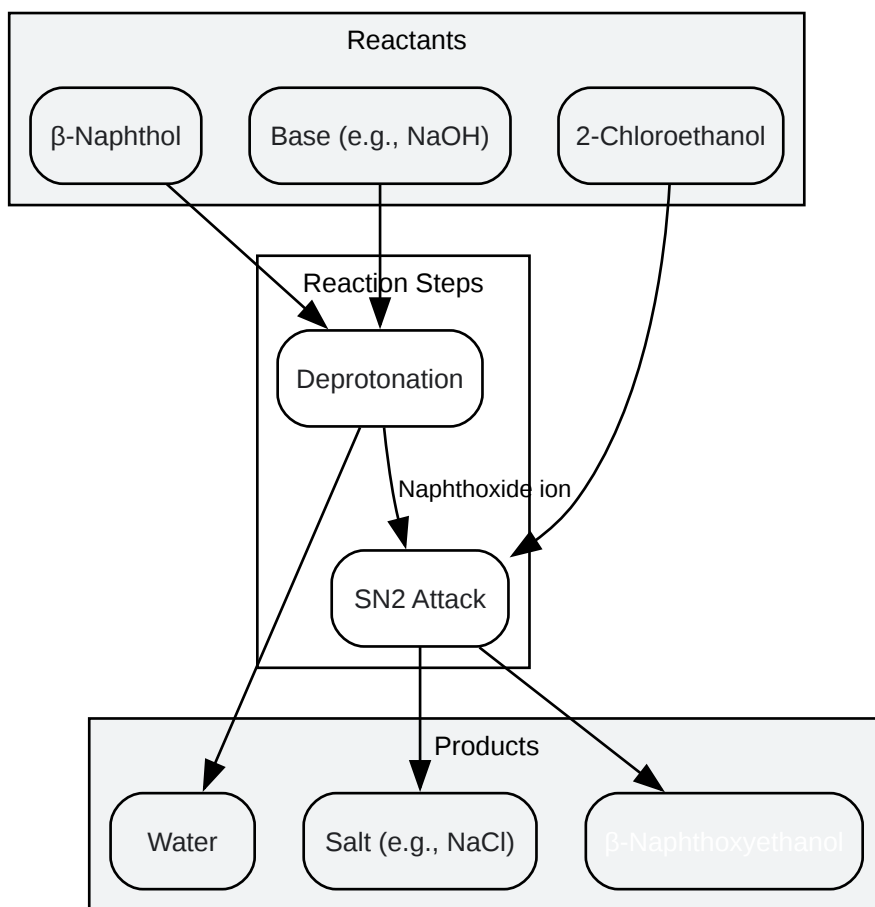 Reactants
β-Naphthol
Base (e.g., NaOH)
2-Chloroethanol
Reaction Steps
Deprotonation
Naphthoxide ion
SN2 Attack
Products
Water
Salt (e.g., NaCl)
β-Naphthoxyethanol